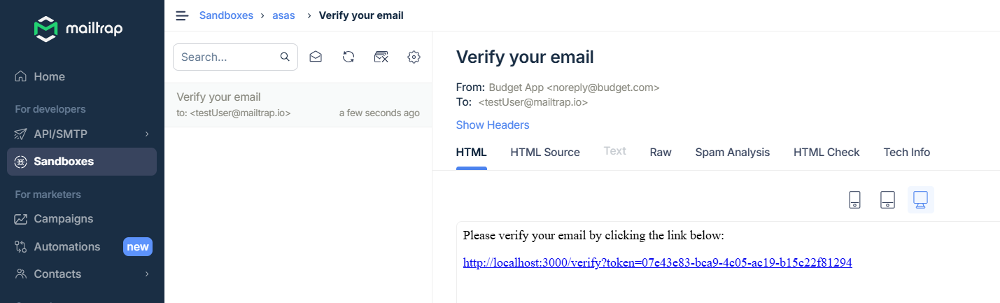 mailtrap
Home
For developers
API/SMTP
Sandboxes
For marketers
Campaigns
Automations new
Contacts
Sandboxes › asas › Verify your email
Search...
Verify your email
to: <testUser@mailtrap.io> a few seconds ago
Verify your email
From: Budget App <noreply@budget.com>
To: <testUser@mailtrap.io>
Show Headers
HTML HTML Source Text Raw Spam Analysis HTML Check Tech Info
Please verify your email by clicking the link below:
http://localhost:3000/verify?token=07e43e83-bca9-4c05-ac19-b15c22f81294